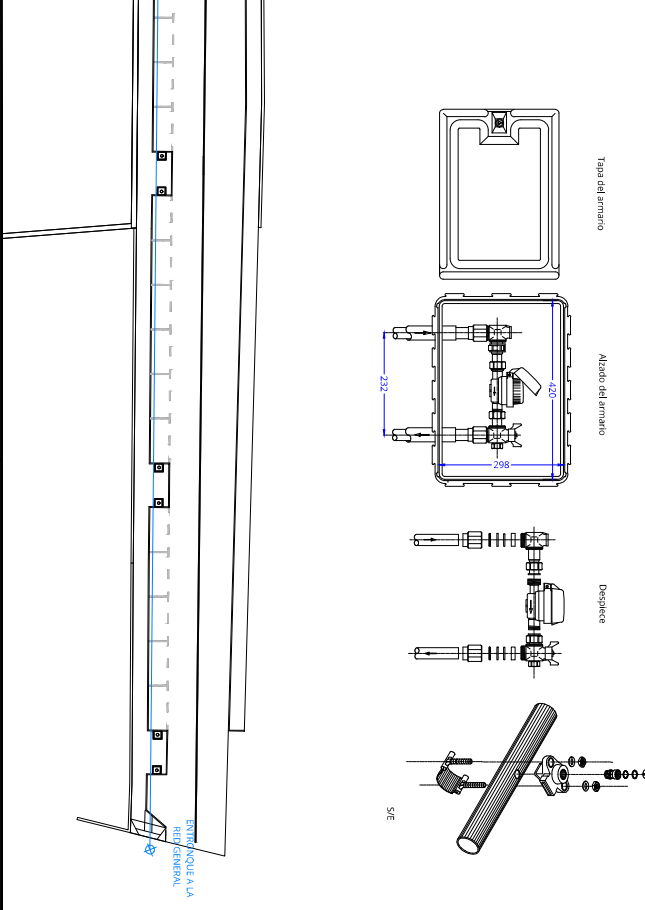 Tapa del armario
Alzado del armario
420
232
298
Despiece
S/E
ENTRONQUE A LA
RED GENERAL